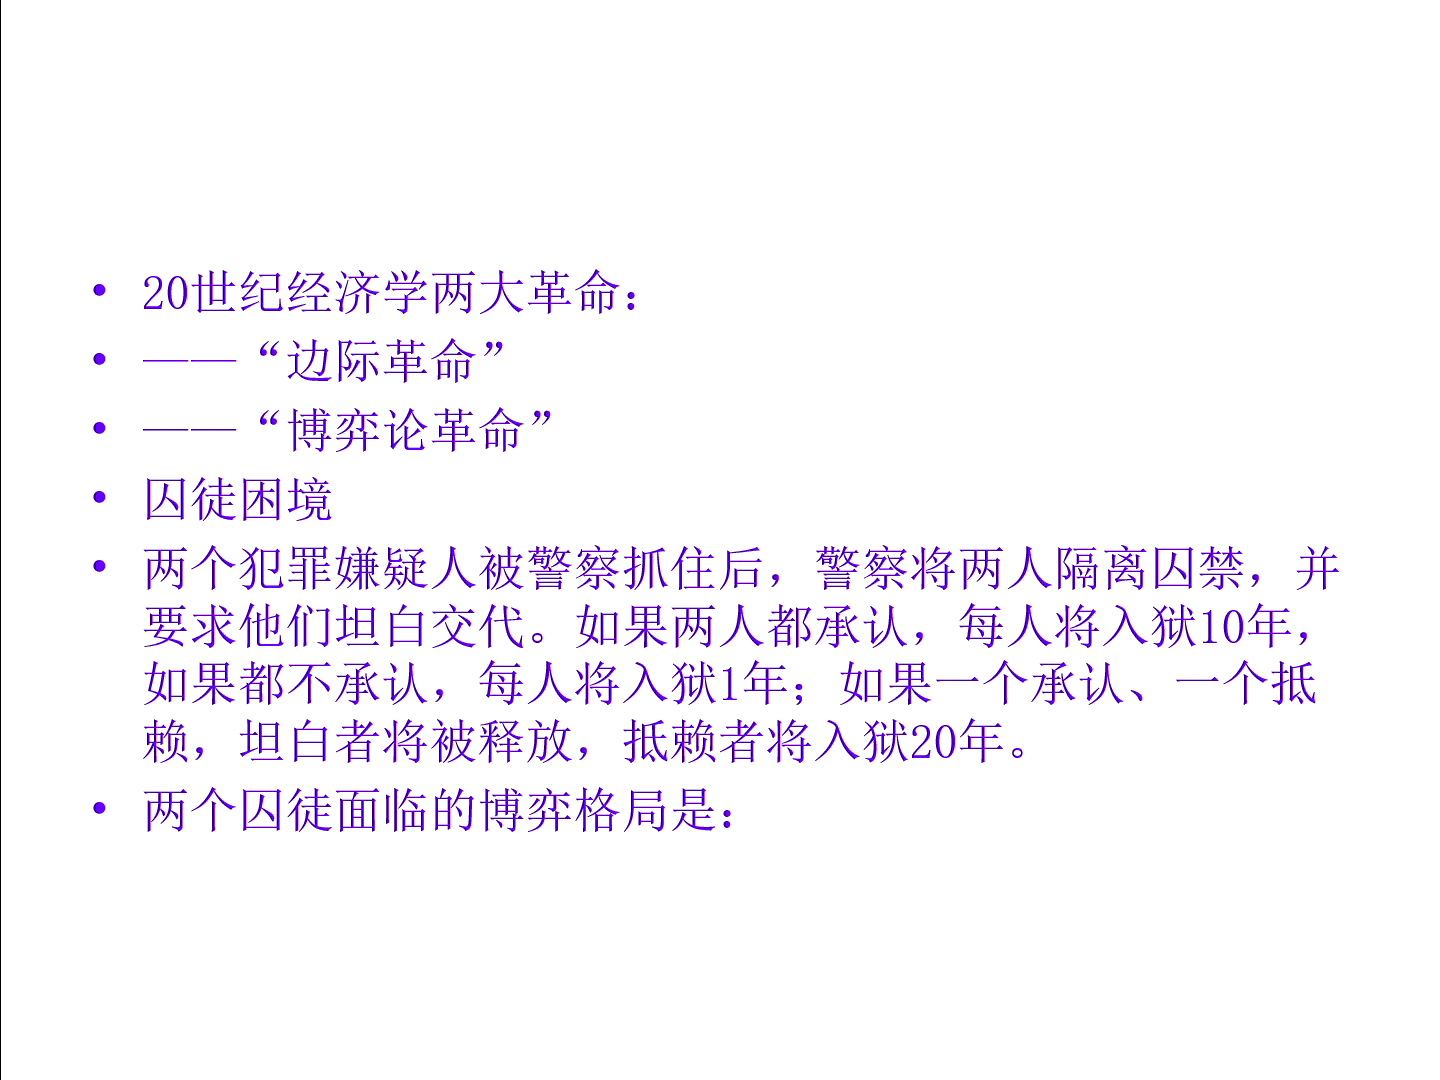 • 20世纪经济学两大革命：
• ——“边际革命”
• ——“博弈论革命”
• 囚徒困境
• 两个犯罪嫌疑人被警察抓住后，警察将两人隔离囚禁，并
要求他们坦白交代。如果两人都承认，每人将入狱10年，
如果都不承认，每人将入狱1年；如果一个承认、一个抵
赖，坦白者将被释放，抵赖者将入狱20年。
• 两个囚徒面临的博弈格局是：